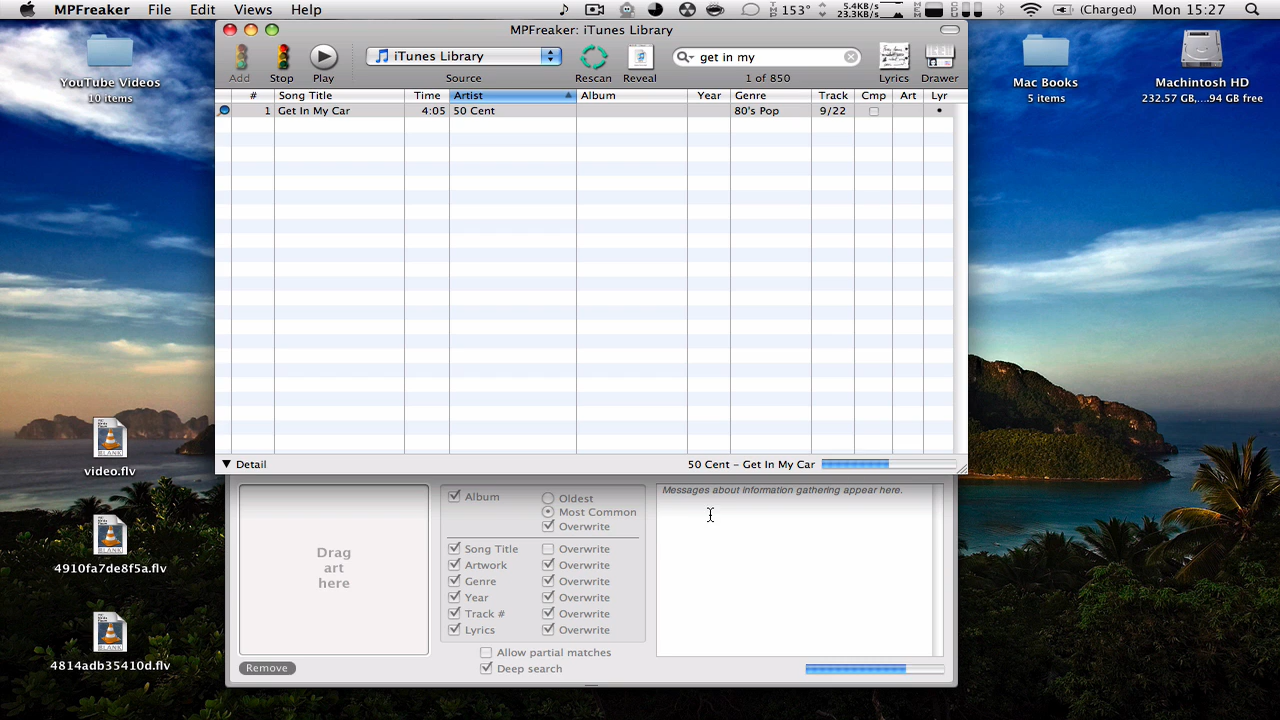 MPFreaker File Edit Views Help 153° 5.4KB/s 23.3KB/s (Charged) Mon 15:27
MPFreaker: iTunes Library
Add Stop Play iTunes Library Source Rescan Reveal get in my 1 of 850 Lyrics Drawer
# Song Title Time Artist Album Year Genre Track Cmp Art Lyr
1 Get In My Car 4:05 50 Cent 80's Pop 9/22 •
Detail 50 Cent – Get In My Car
Drag
art
here
Remove
Album Oldest
Most Common
Overwrite
Song Title Overwrite
Artwork Overwrite
Genre Overwrite
Year Overwrite
Track # Overwrite
Lyrics Overwrite
Allow partial matches
Deep search
Messages about information gathering appear here.
YouTube Videos
10 items
video.flv
4910fa7de8f5a.flv
4814adb35410d.flv
Mac Books
5 items
Machintosh HD
232.57 GB,....94 GB free